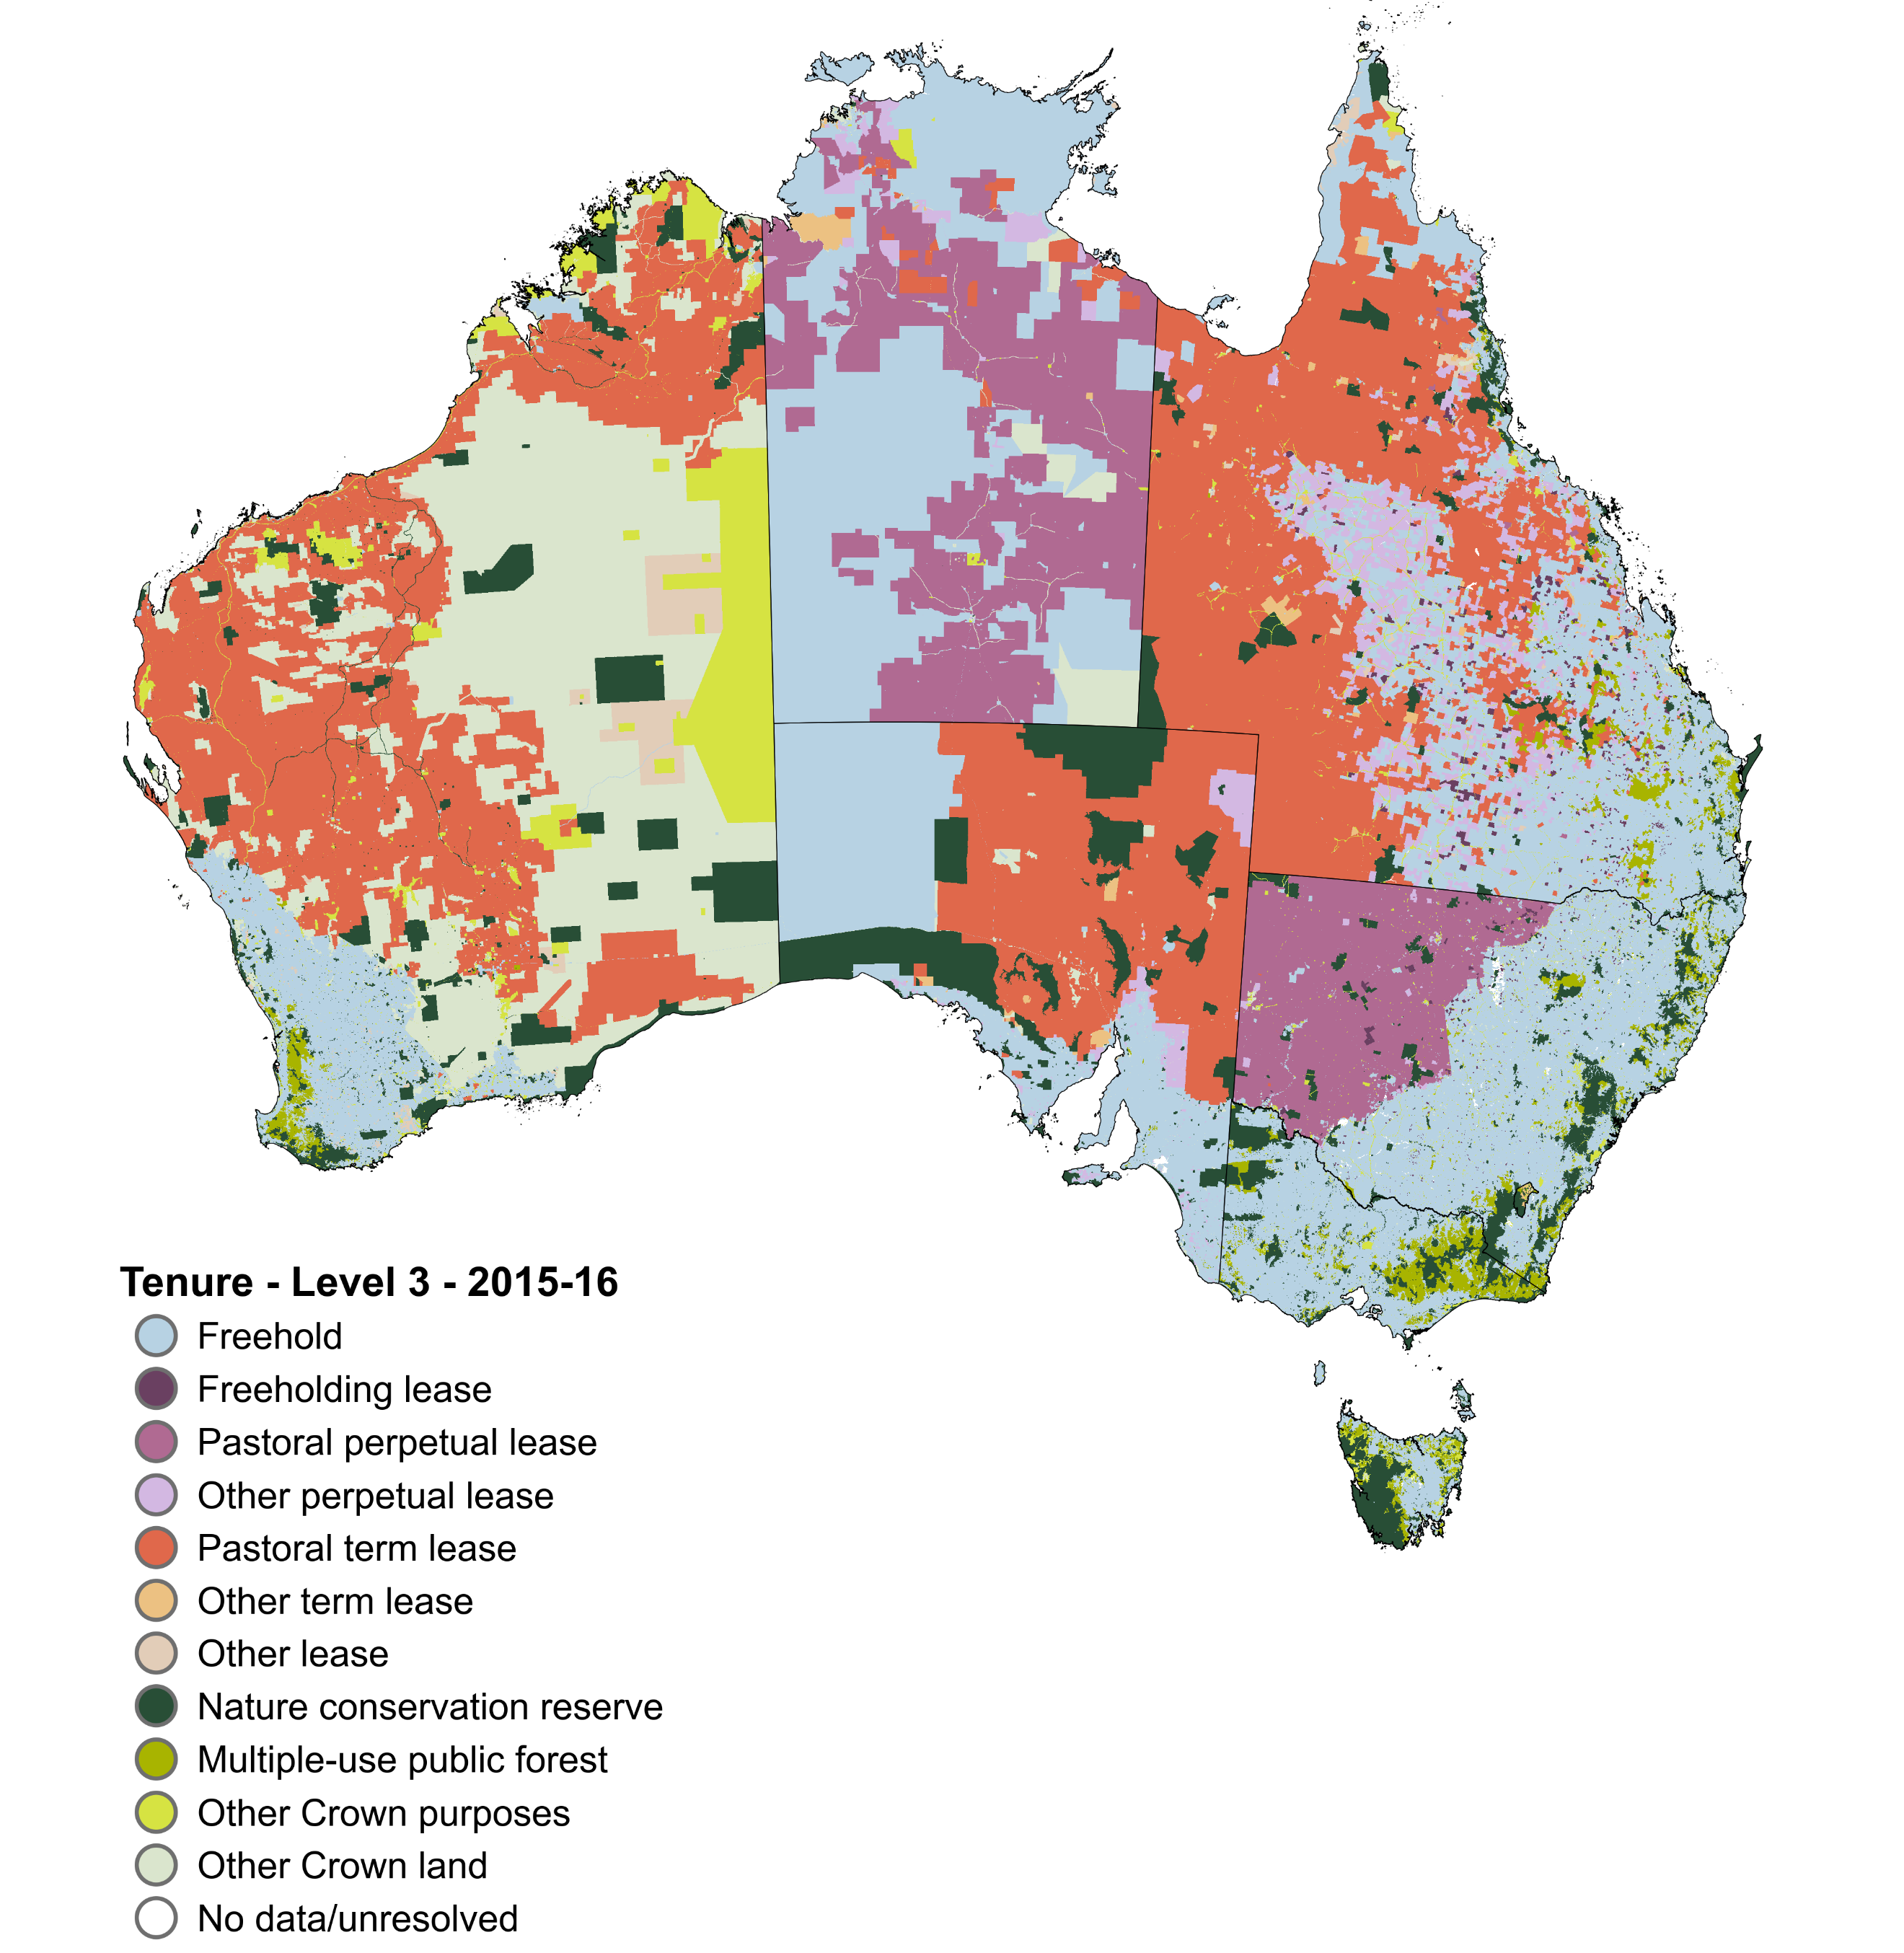 Tenure - Level 3 - 2015-16
Freehold
Freeholding lease
Pastoral perpetual lease
Other perpetual lease
Pastoral term lease
Other term lease
Other lease
Nature conservation reserve
Multiple-use public forest
Other Crown purposes
Other Crown land
No data/unresolved